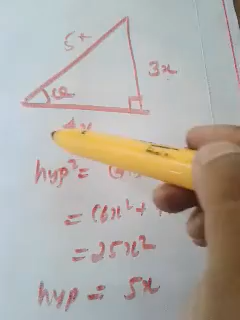 5x
3x
θ
4x
hyp² =
= 16x² +
= 25x²
hyp = 5x